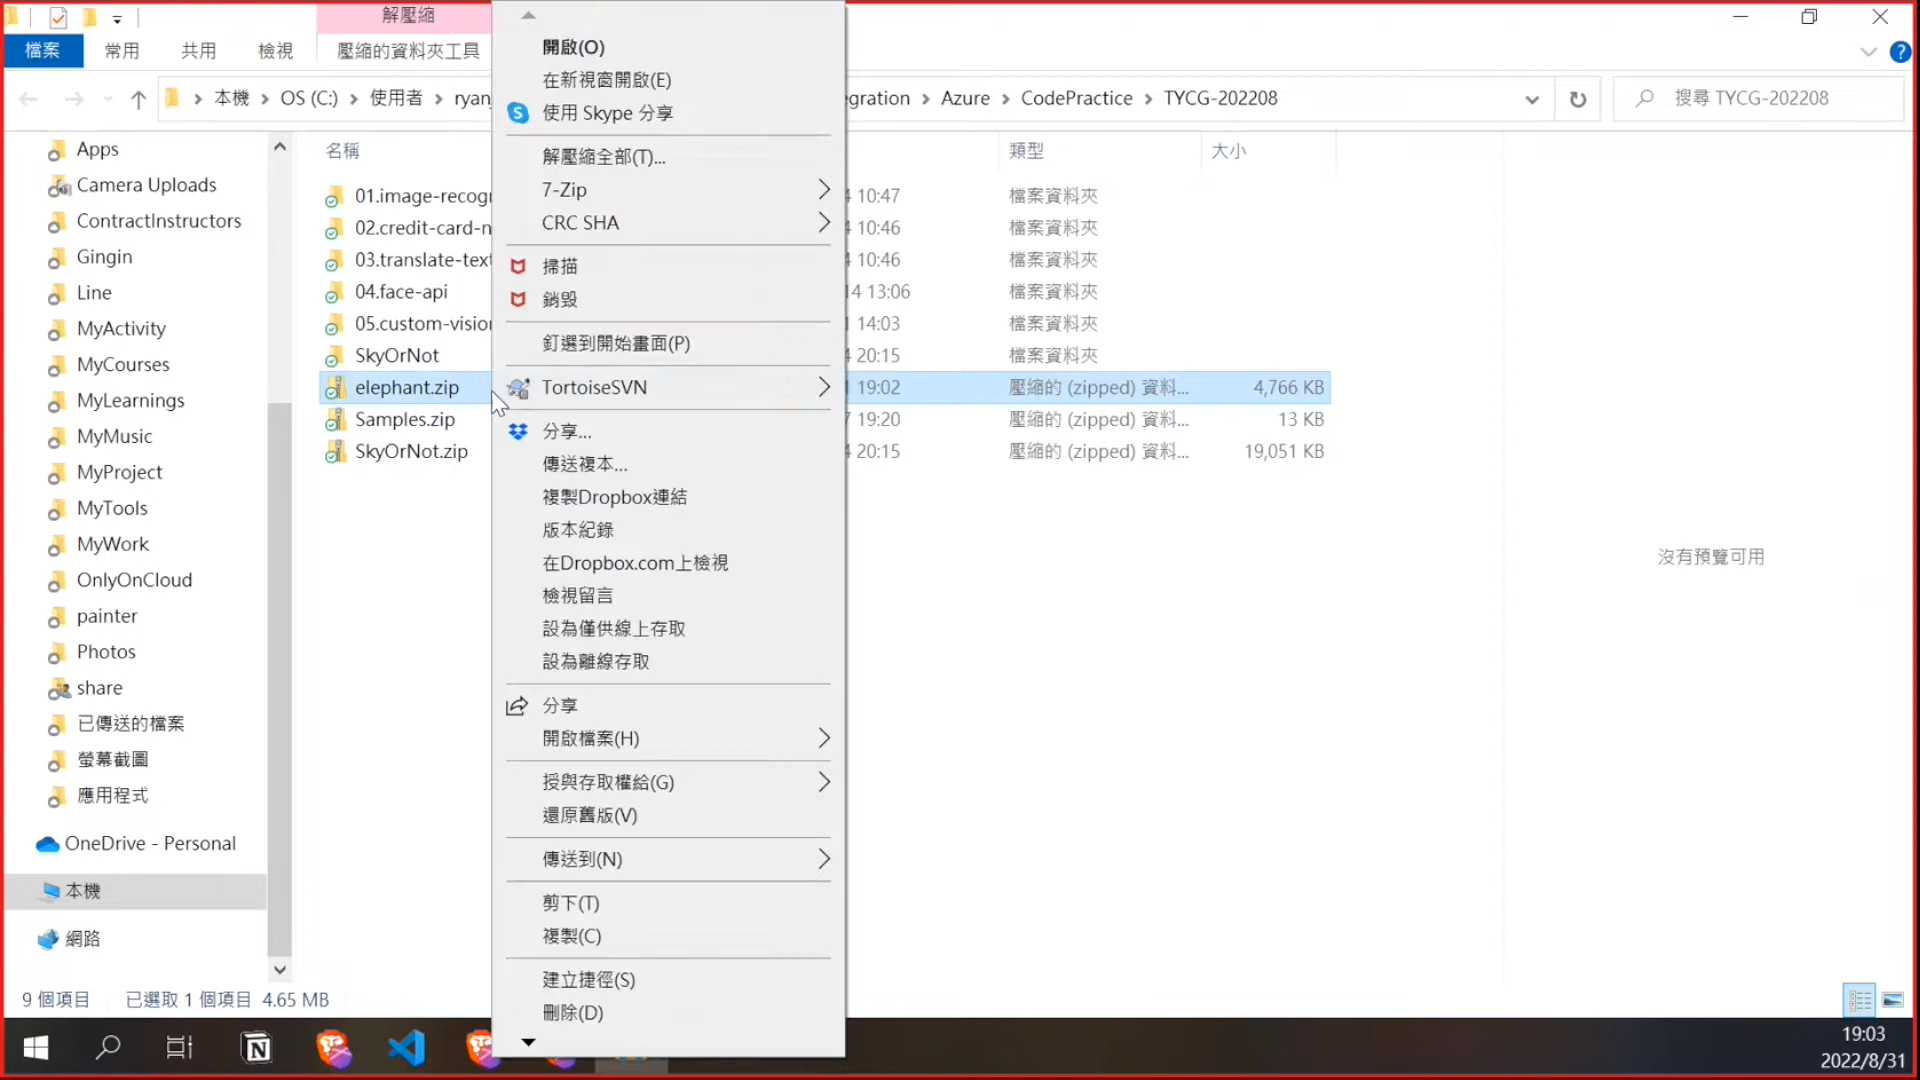 解壓縮
檔案
常用
共用
檢視
壓縮的資料夾工具
本機
OS (C:)
使用者
ryan
egration
Azure
CodePractice
TYCG-202208
搜尋 TYCG-202208
Apps
Camera Uploads
ContractInstructors
Gingin
Line
MyActivity
MyCourses
MyLearnings
MyMusic
MyProject
MyTools
MyWork
OnlyOnCloud
painter
Photos
share
已傳送的檔案
螢幕截圖
應用程式
OneDrive - Personal
本機
網路
名稱
類型
大小
01.image-recogn
4 10:47
檔案資料夾
02.credit-card-n
4 10:46
檔案資料夾
03.translate-text
4 10:46
檔案資料夾
04.face-api
14 13:06
檔案資料夾
05.custom-vision
14:03
檔案資料夾
SkyOrNot
4 20:15
檔案資料夾
elephant.zip
19:02
壓縮的 (zipped) 資料...
4,766 KB
Samples.zip
7 19:20
壓縮的 (zipped) 資料...
13 KB
SkyOrNot.zip
4 20:15
壓縮的 (zipped) 資料...
19,051 KB
開啟(O)
在新視窗開啟(E)
使用 Skype 分享
解壓縮全部(T)...
7-Zip
CRC SHA
掃描
銷毀
釘選到開始畫面(P)
TortoiseSVN
分享...
傳送複本...
複製Dropbox連結
版本紀錄
在Dropbox.com上檢視
檢視留言
設為僅供線上存取
設為離線存取
分享
開啟檔案(H)
授與存取權給(G)
還原舊版(V)
傳送到(N)
剪下(T)
複製(C)
建立捷徑(S)
刪除(D)
沒有預覽可用
9 個項目
已選取 1 個項目 4.65 MB
19:03
2022/8/31